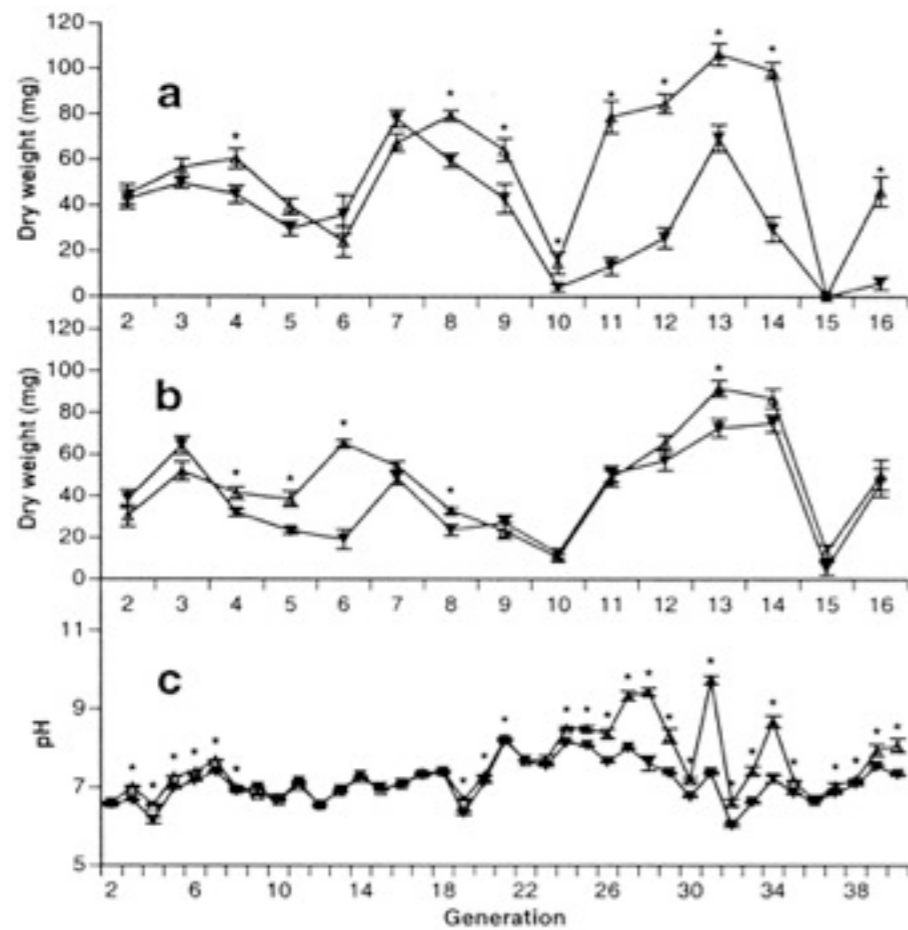 120
100
80
60
40
20
0
Dry weight (mg)
a
* * * * * * * * * *
2 3 4 5 6 7 8 9 10 11 12 13 14 15 16
120
100
80
60
40
20
0
Dry weight (mg)
b
* * * * *
2 3 4 5 6 7 8 9 10 11 12 13 14 15 16
11
9
7
5
pH
c
2 6 10 14 18 22 26 30 34 38
Generation